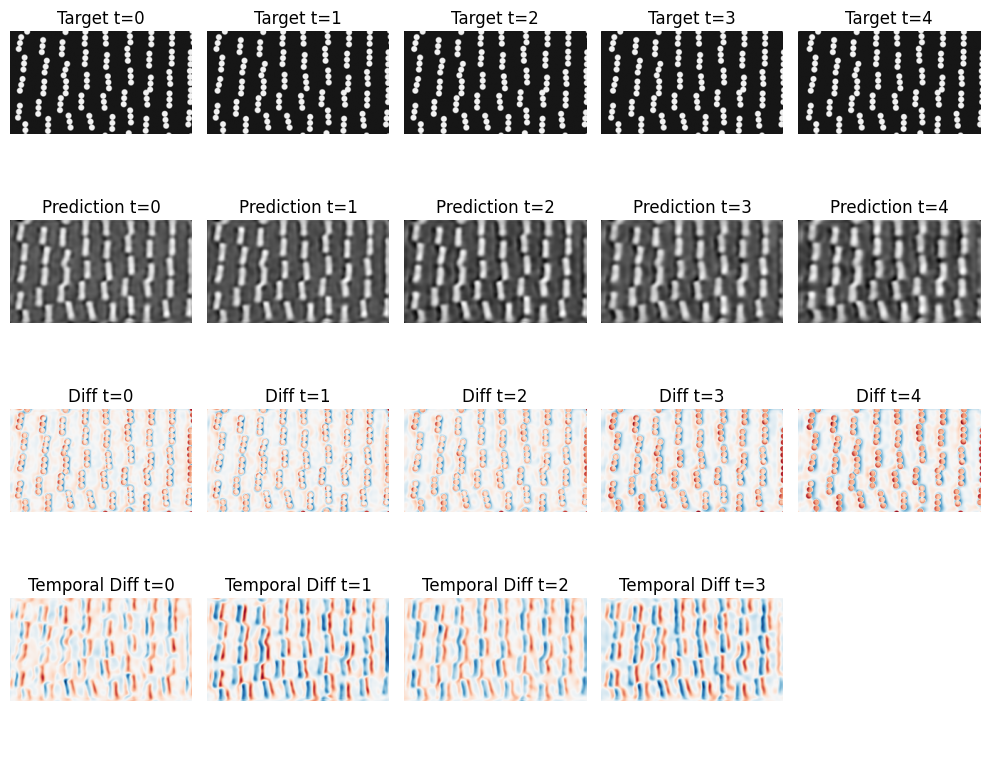 Target t=0 Target t=1 Target t=2 Target t=3 Target t=4
Prediction t=0 Prediction t=1 Prediction t=2 Prediction t=3 Prediction t=4
Diff t=0 Diff t=1 Diff t=2 Diff t=3 Diff t=4
Temporal Diff t=0 Temporal Diff t=1 Temporal Diff t=2 Temporal Diff t=3